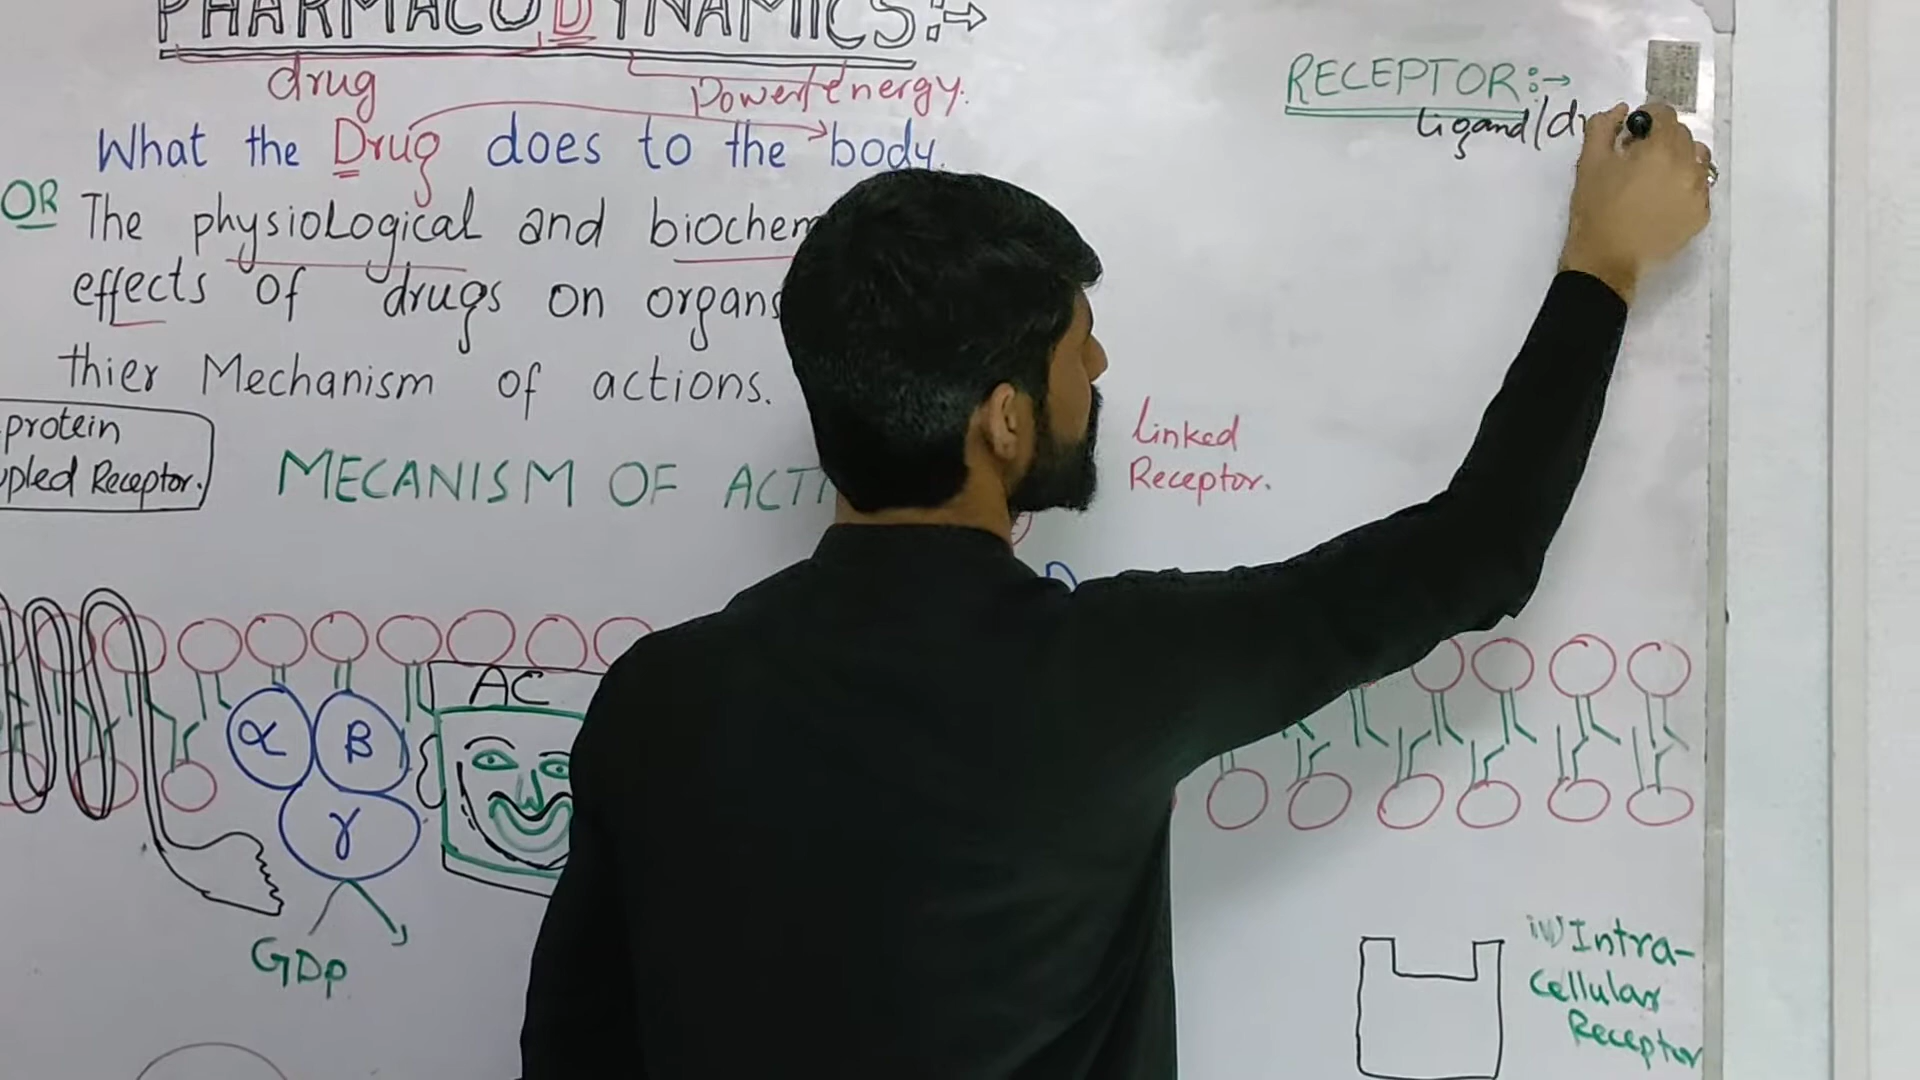 PHARMACODYNAMICS:→
drug
Power/energy.
What the Drug does to the body.
OR The physiological and biochem
effects of drugs on organs
thier Mechanism of actions.
protein
pled Receptor.
MECANISM OF ACT
RECEPTOR:→
Ligand/d
Linked
Receptor.
AC
α
β
γ
GDp
iv) Intra-
Cellular
Receptor